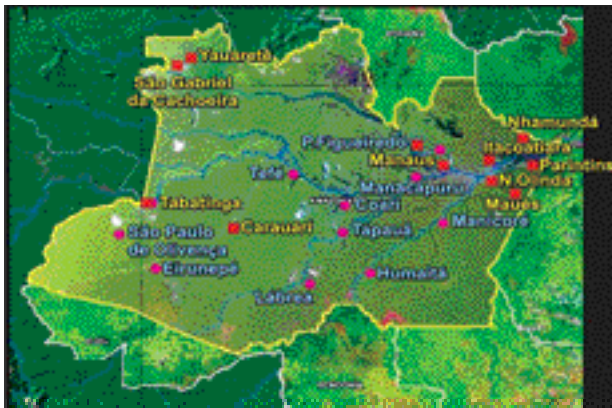 Yauaretê
São Gabriel
da Cachoeira
Nhamundá
P.Figueiredo
Itacoatiara
Manaus
Parintins
Tefé
N.Olinda
Manacapuru
Maués
Coari
Tabatinga
Carauari
Manicoré
São Paulo
de Olivença
Tapauá
Eirunepé
Humaitá
Lábrea